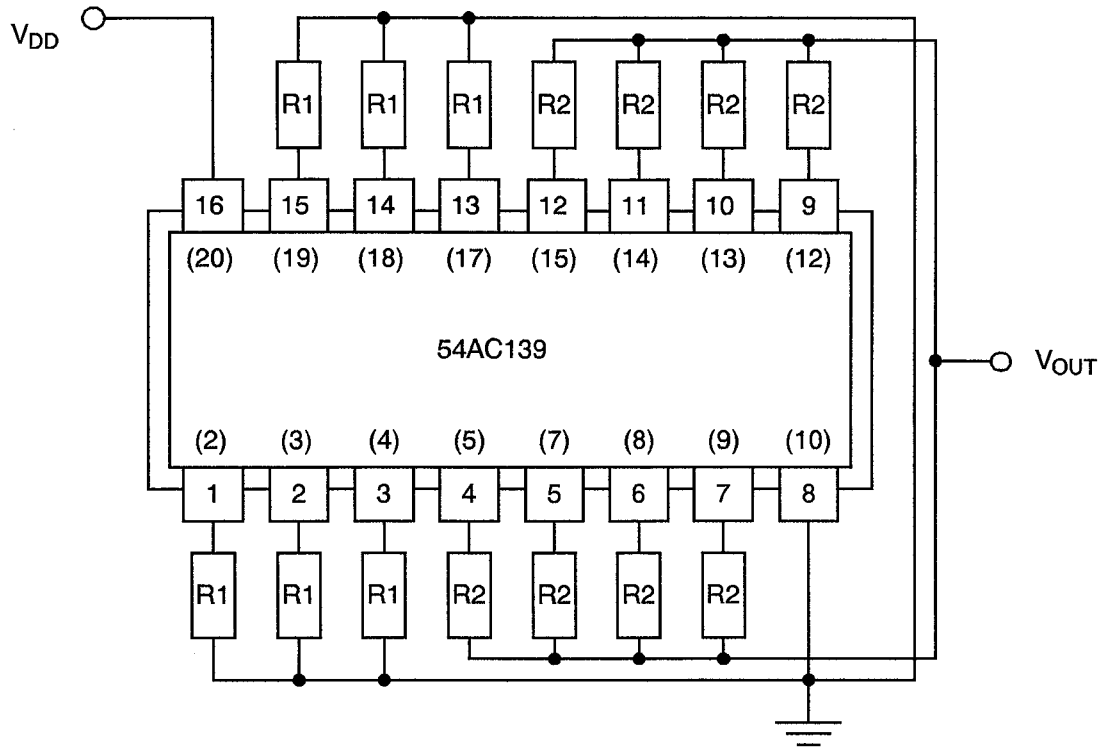 V_DD
R1 R1 R1 R2 R2 R2 R2
16 15 14 13 12 11 10 9
(20) (19) (18) (17) (15) (14) (13) (12)
54AC139
V_OUT
(2) (3) (4) (5) (7) (8) (9) (10)
1 2 3 4 5 6 7 8
R1 R1 R1 R2 R2 R2 R2